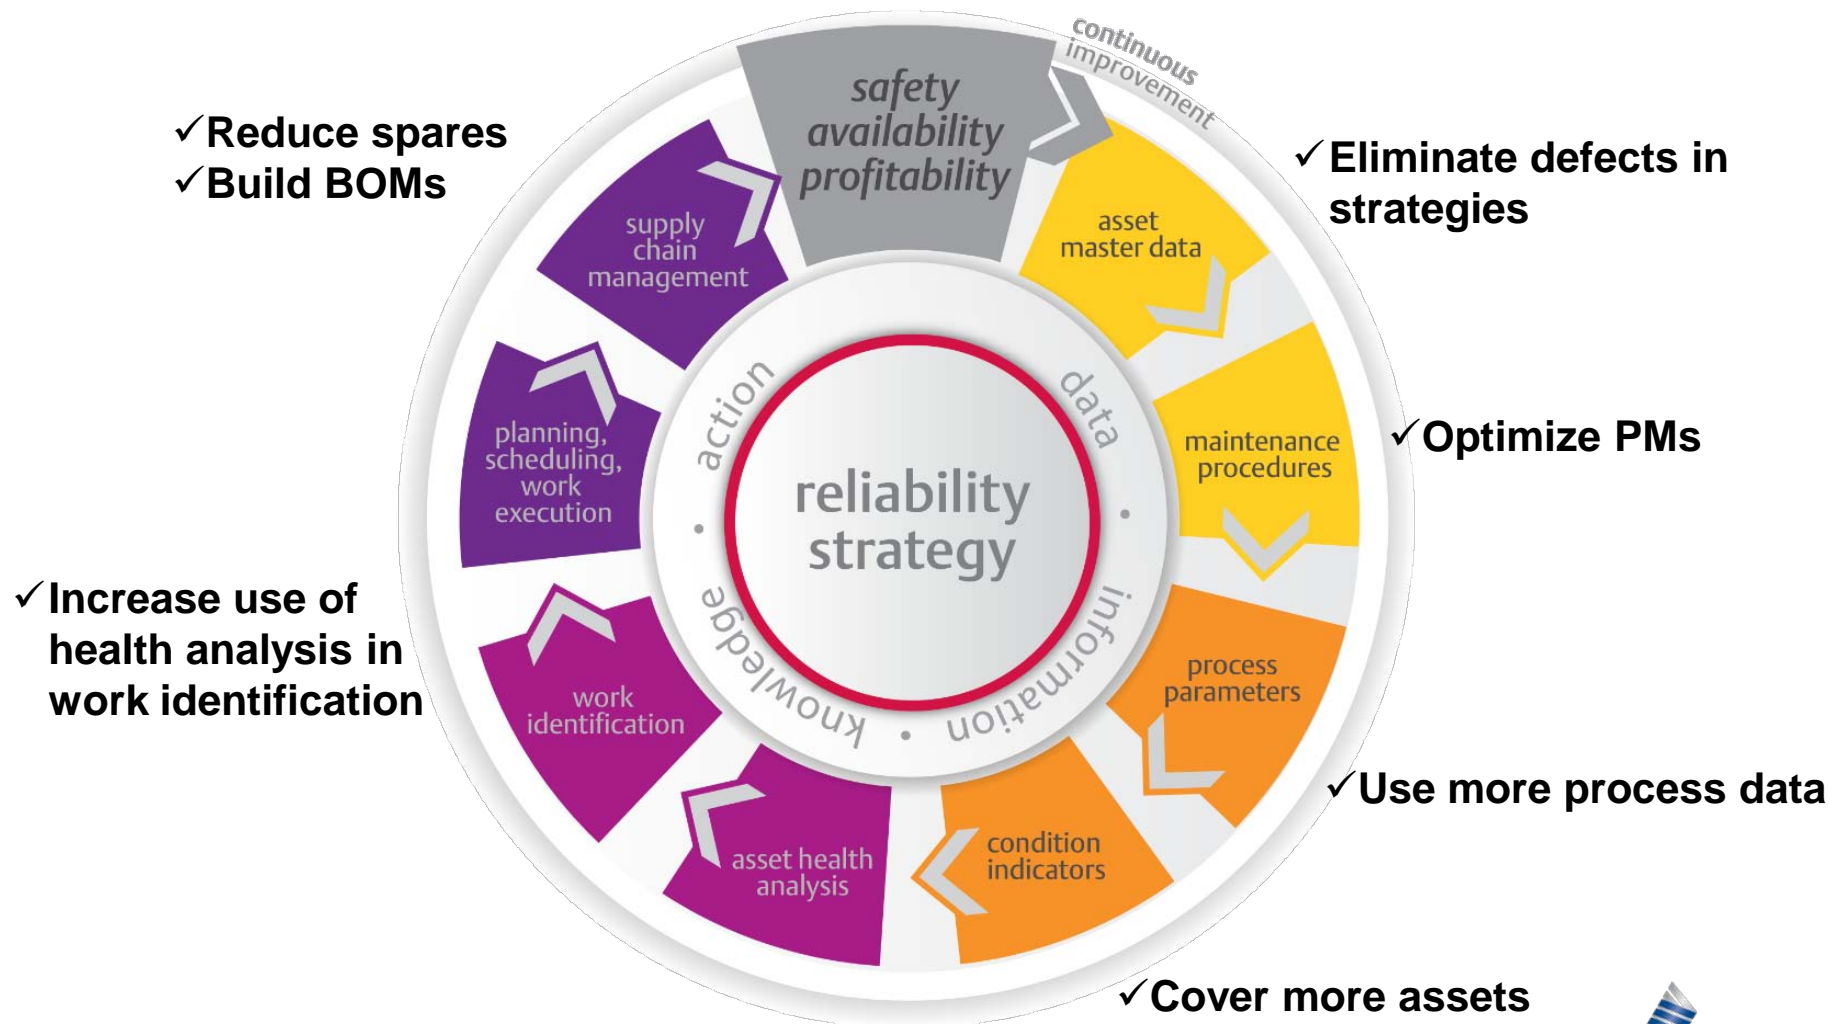 continuous
improvement
safety
availability
profitability
✓Reduce spares
✓Build BOMs
✓Eliminate defects in
strategies
supply
chain
management
asset
master data
action
data
planning,
scheduling,
work
execution
maintenance
procedures
✓Optimize PMs
reliability
strategy
✓Increase use of
health analysis in
work identification
knowledge
information
work
identification
process
parameters
✓Use more process data
asset health
analysis
condition
indicators
✓Cover more assets